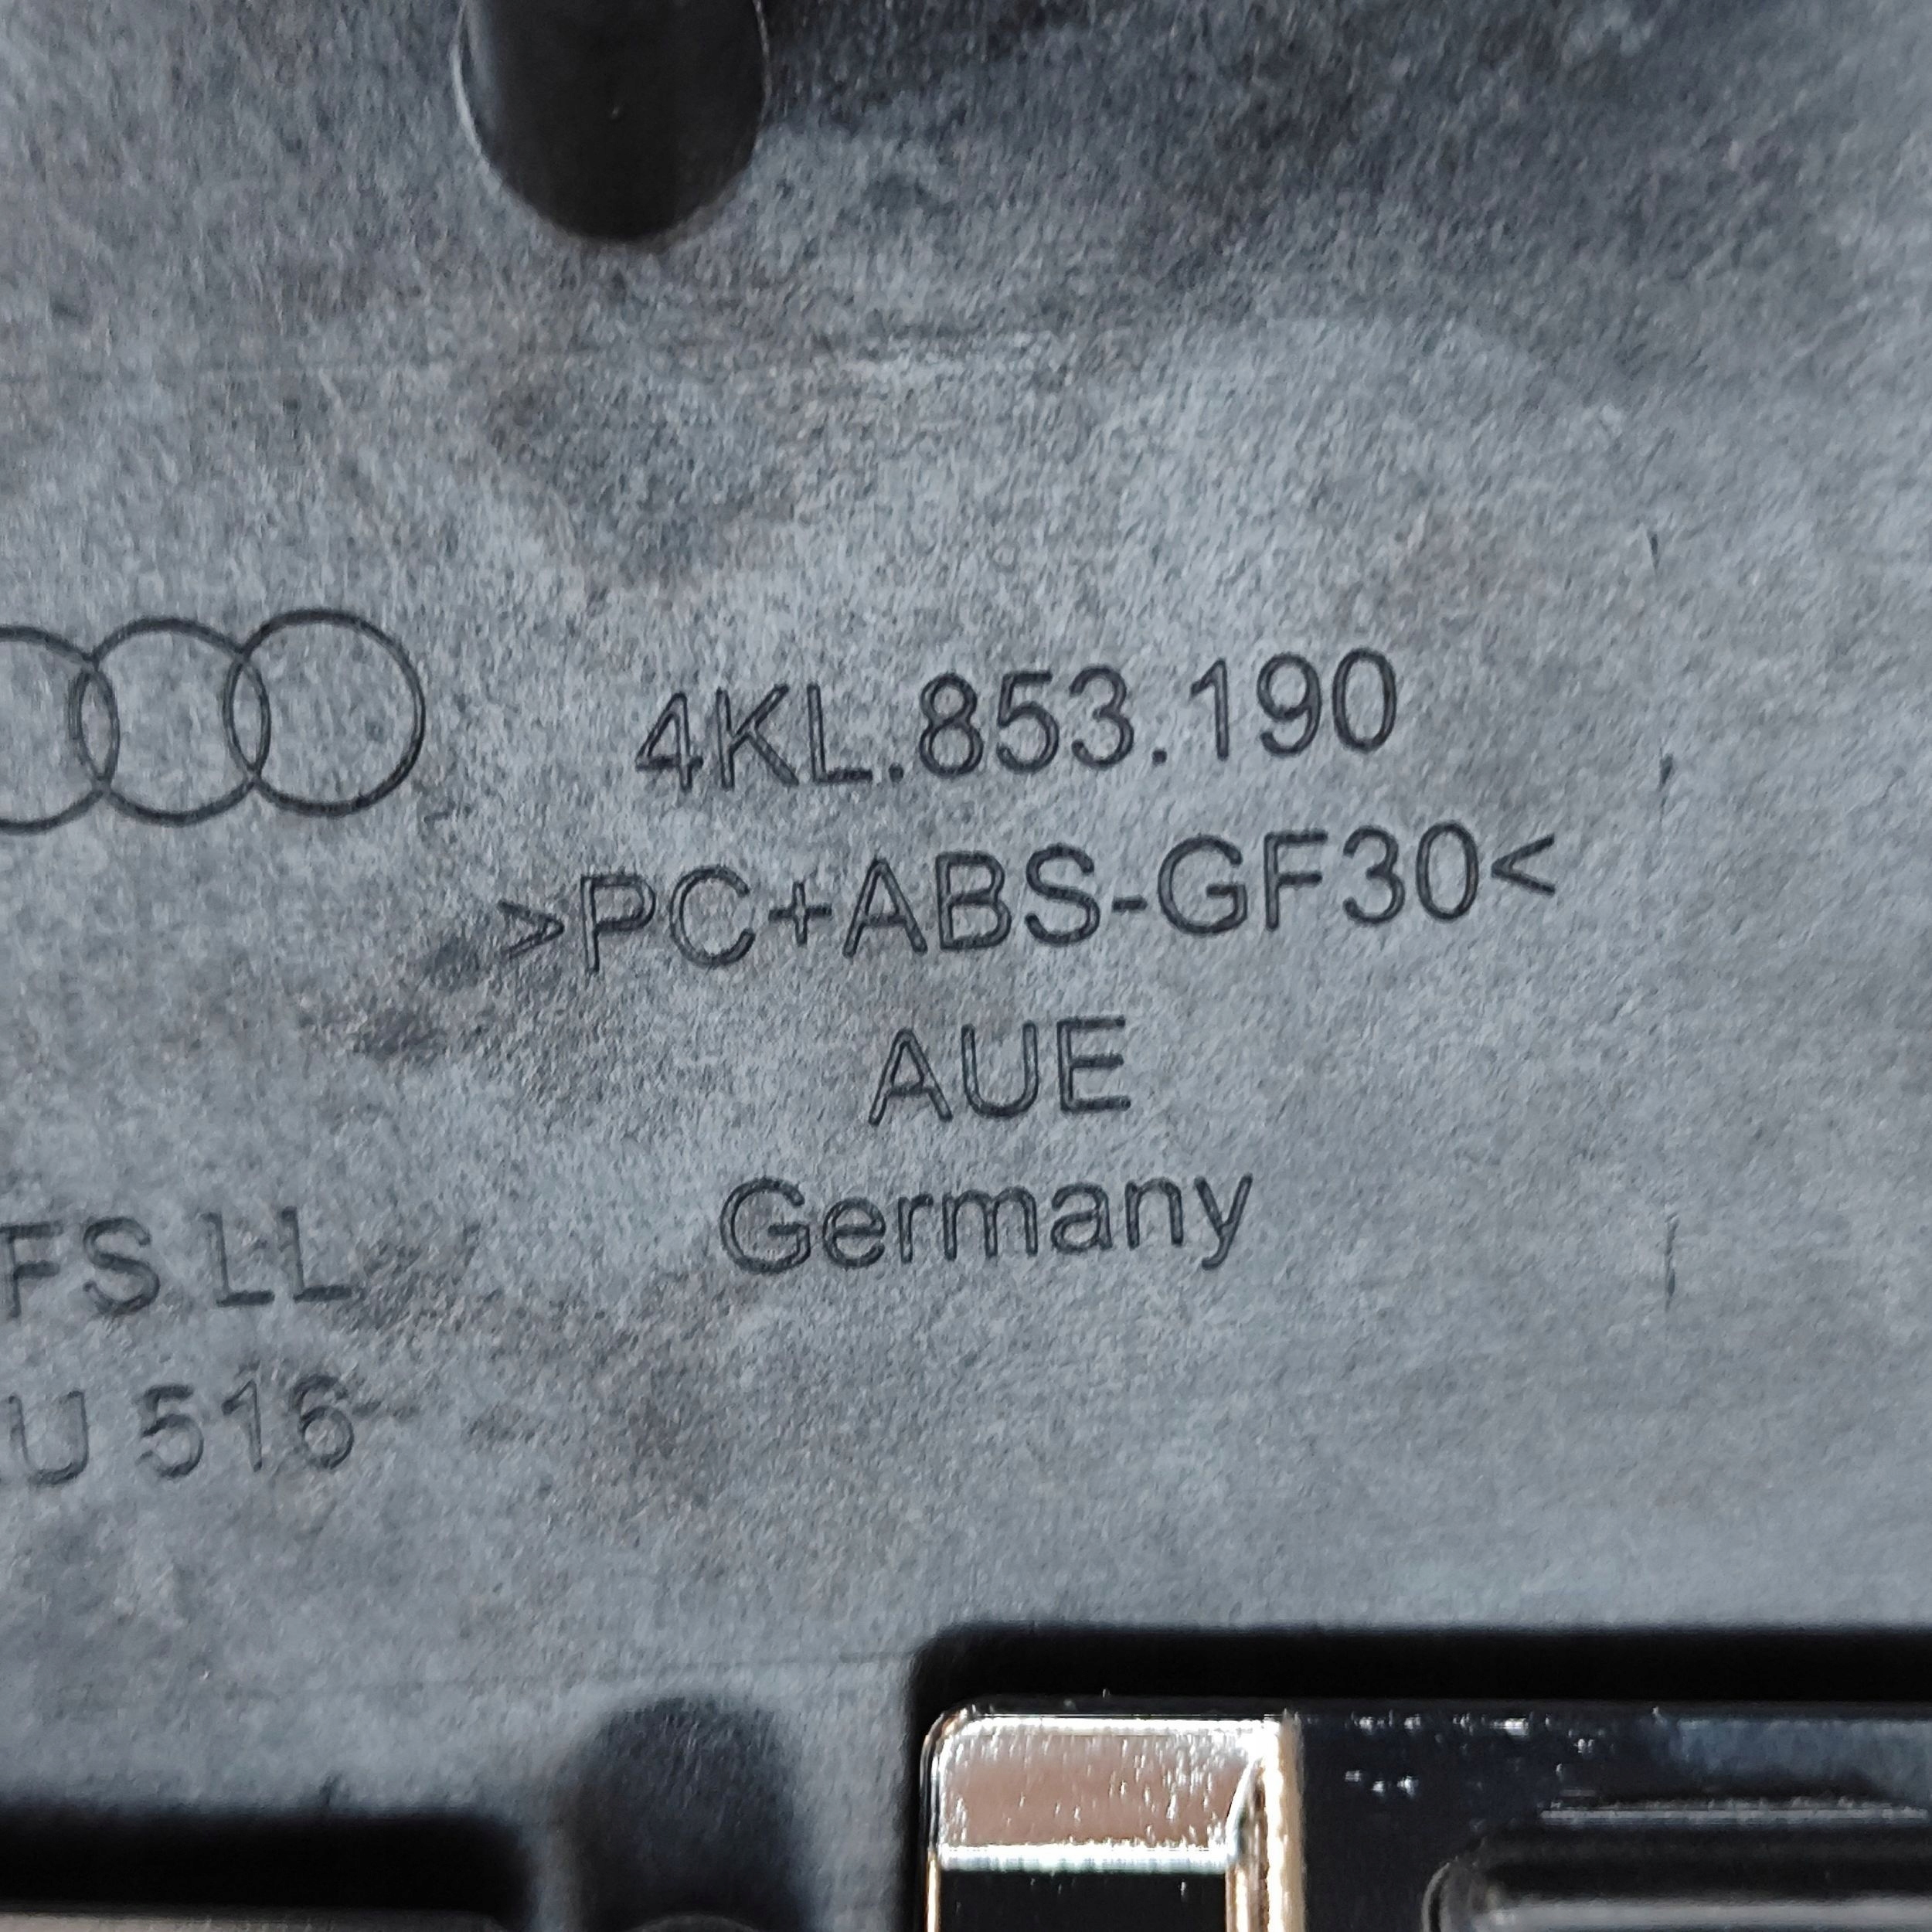 4KL.853.190
>PC+ABS-GF30<
AUE
Germany
FS LL
U 516